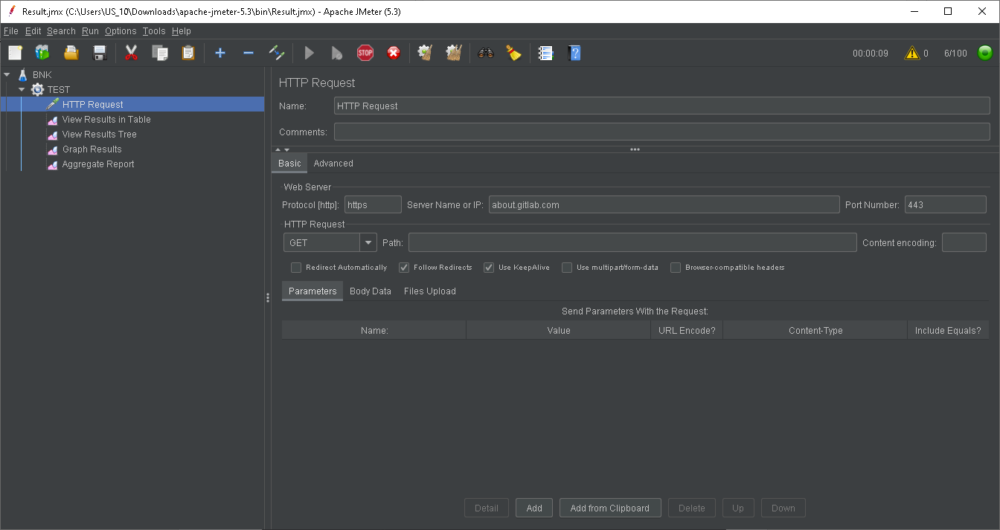 Result.jmx (C:\Users\US_10\Downloads\apache-jmeter-5.3\bin\Result.jmx) - Apache JMeter (5.3)
File Edit Search Run Options Tools Help
STOP 00:00:09 0 6/100
BNK
TEST
HTTP Request
View Results in Table
View Results Tree
Graph Results
Aggregate Report
HTTP Request
Name: HTTP Request
Comments:
Basic Advanced
Web Server
Protocol [http]: https Server Name or IP: about.gitlab.com Port Number: 443
HTTP Request
GET Path: Content encoding:
Redirect Automatically Follow Redirects Use KeepAlive Use multipart/form-data Browser-compatible headers
Parameters Body Data Files Upload
Send Parameters With the Request:
Name: Value URL Encode? Content-Type Include Equals?
Detail Add Add from Clipboard Delete Up Down